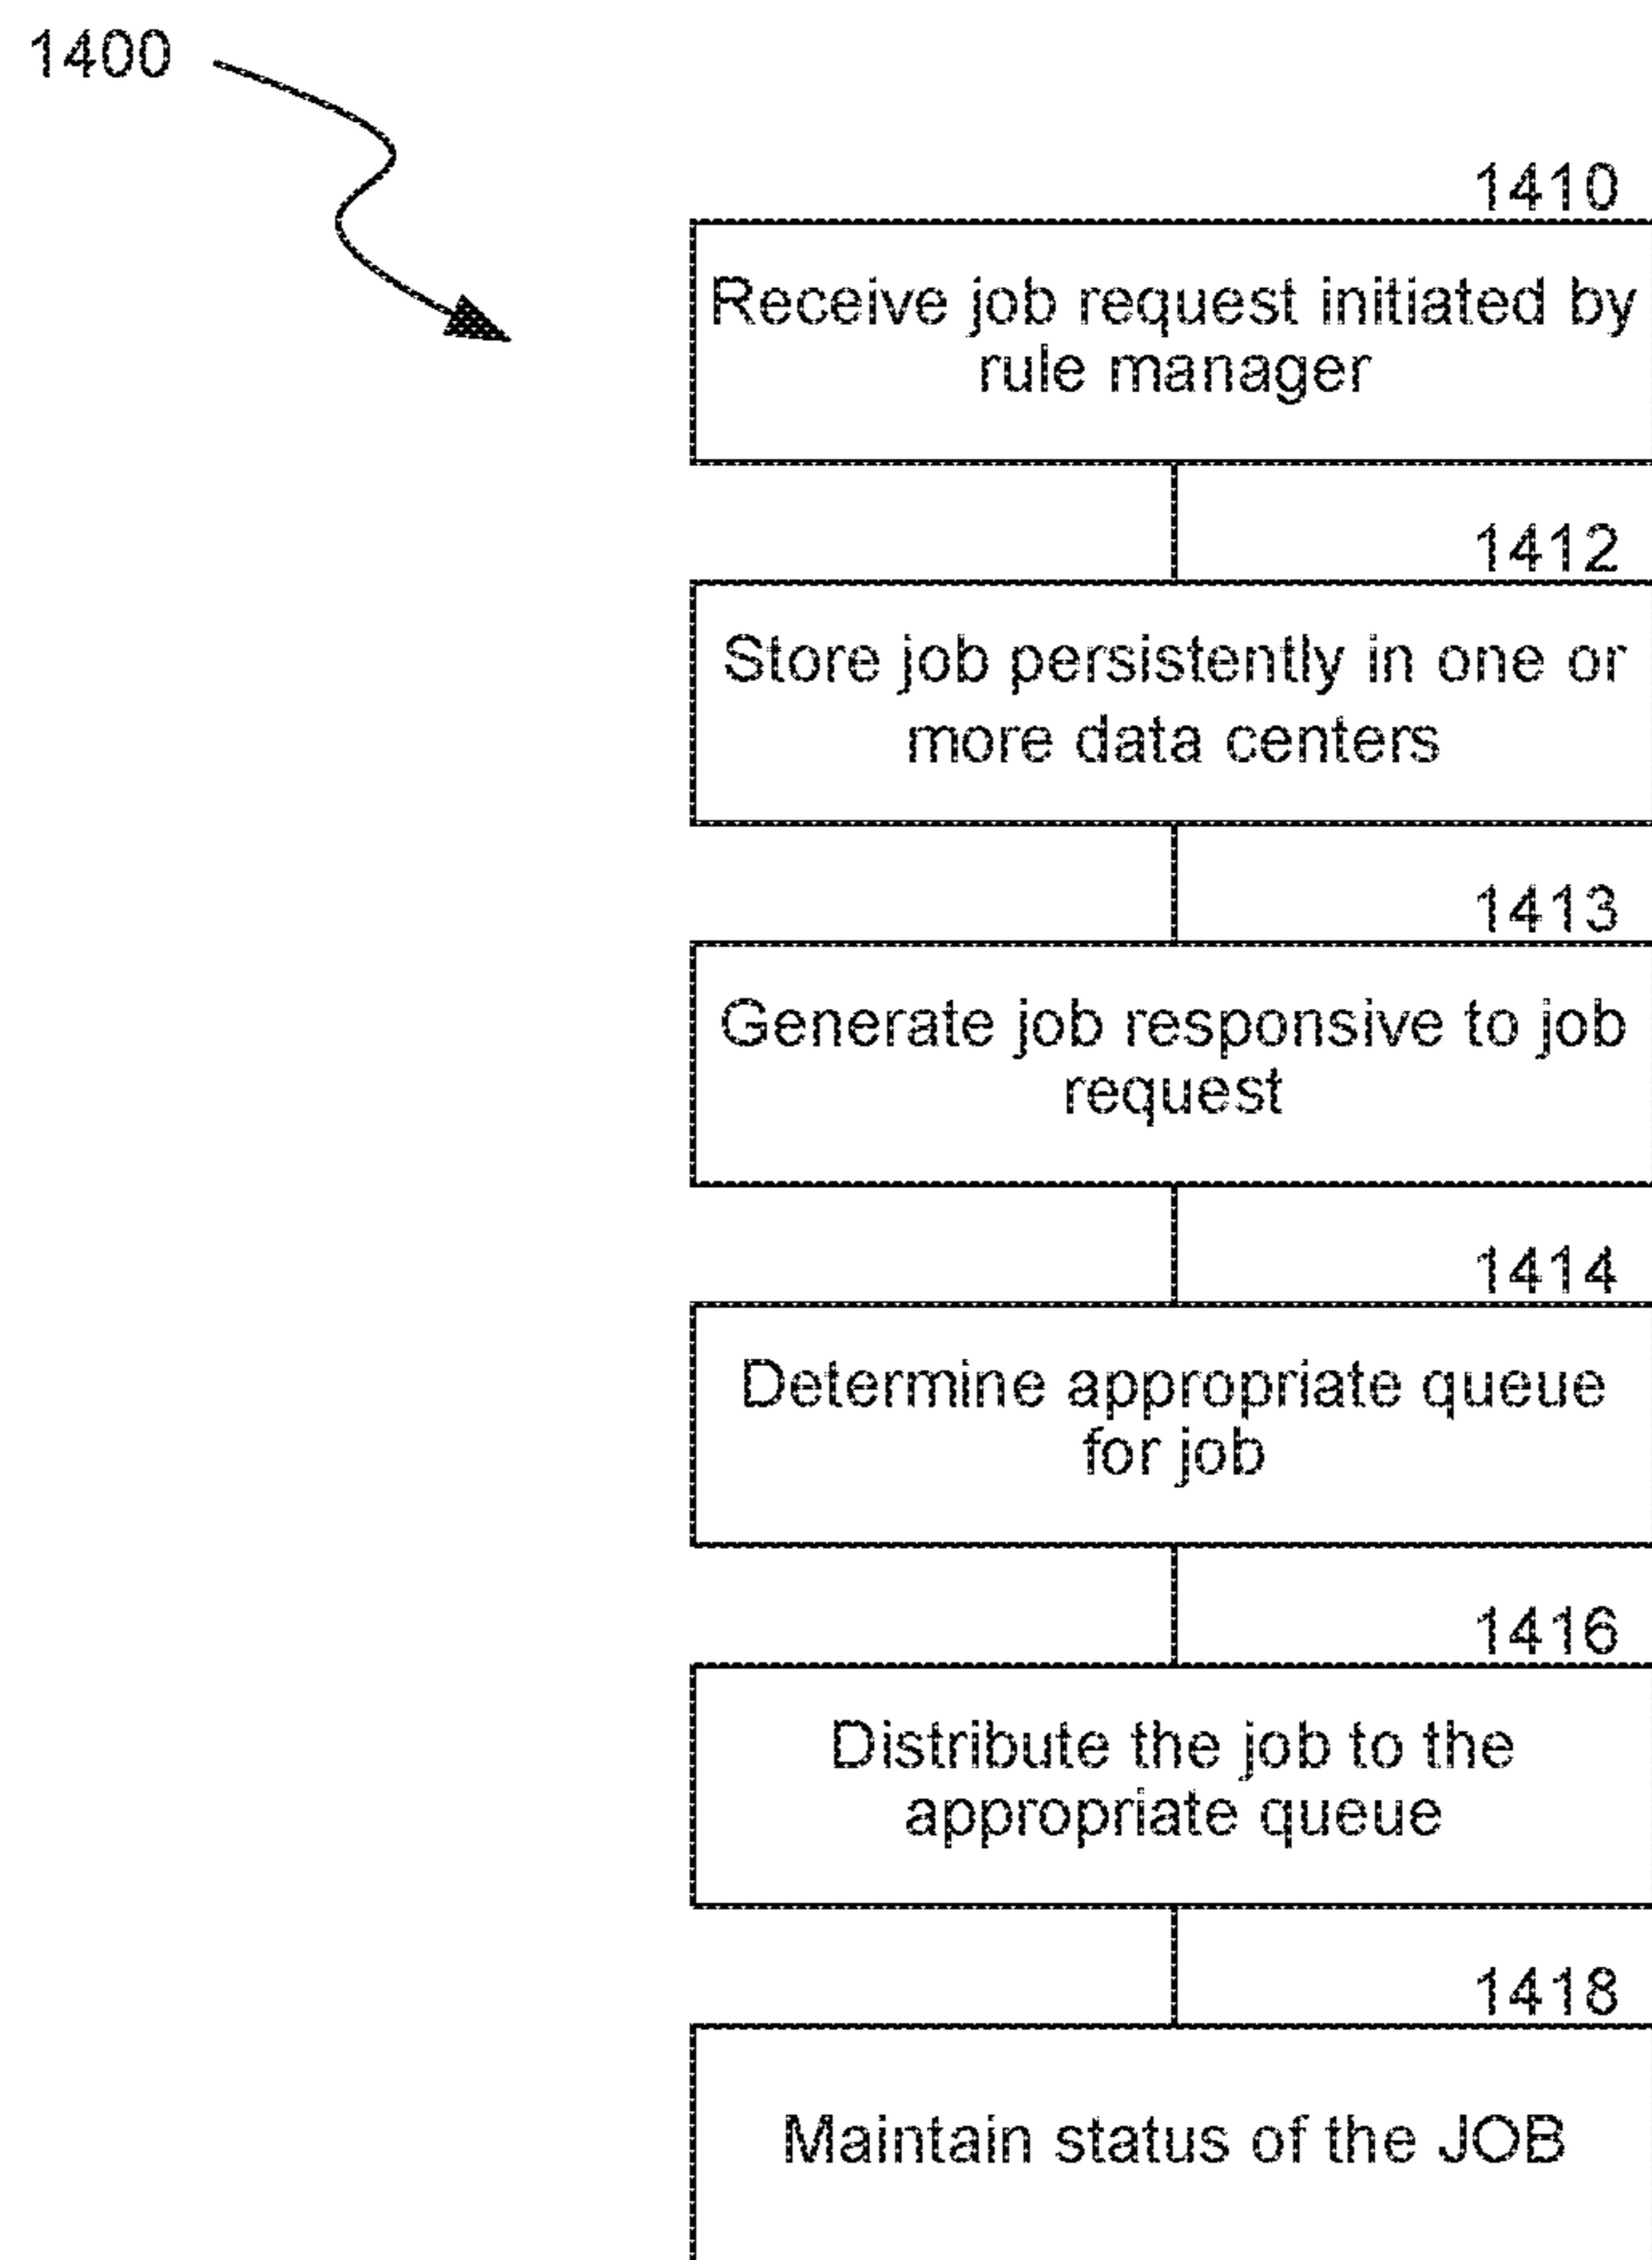 1400
1410
Receive job request initiated by
rule manager
1412
Store job persistently in one or
more data centers
1413
Generate job responsive to job
request
1414
Determine appropriate queue
for job
1416
Distribute the job to the
appropriate queue
1418
Maintain status of the JOB